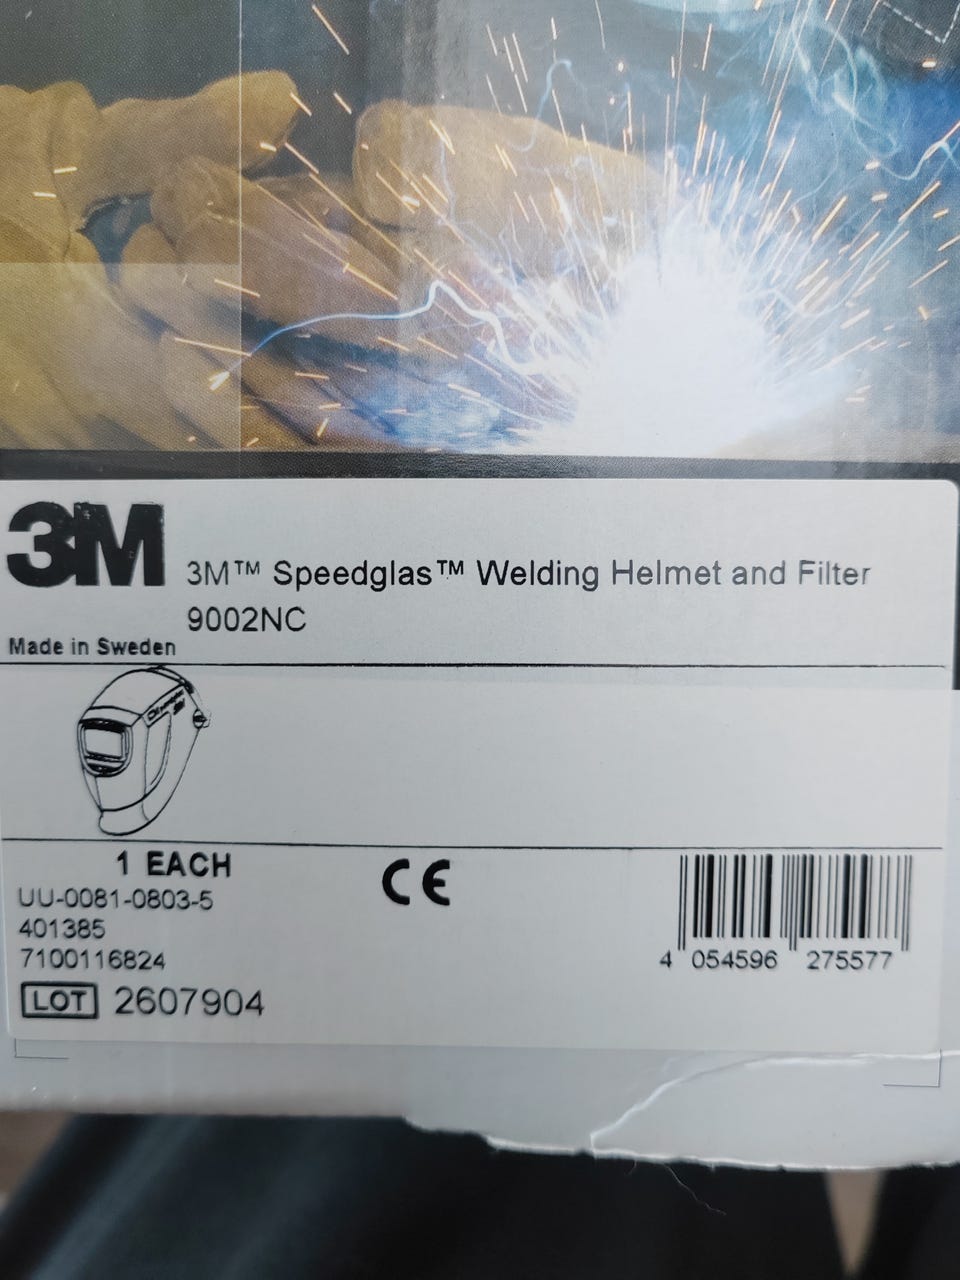 3M
3M™ Speedglas™ Welding Helmet and Filter
9002NC
Made in Sweden
1 EACH
UU-0081-0803-5
401385
7100116824
LOT 2607904
CE
4 054596 275577